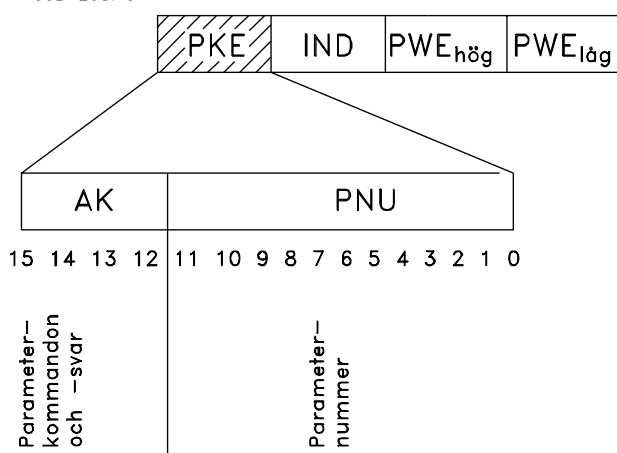 PKE IND PWEhög PWElåg
AK PNU
15 14 13 12 11 10 9 8 7 6 5 4 3 2 1 0
Parameter-
kommandon
och -svar
Parameter-
nummer